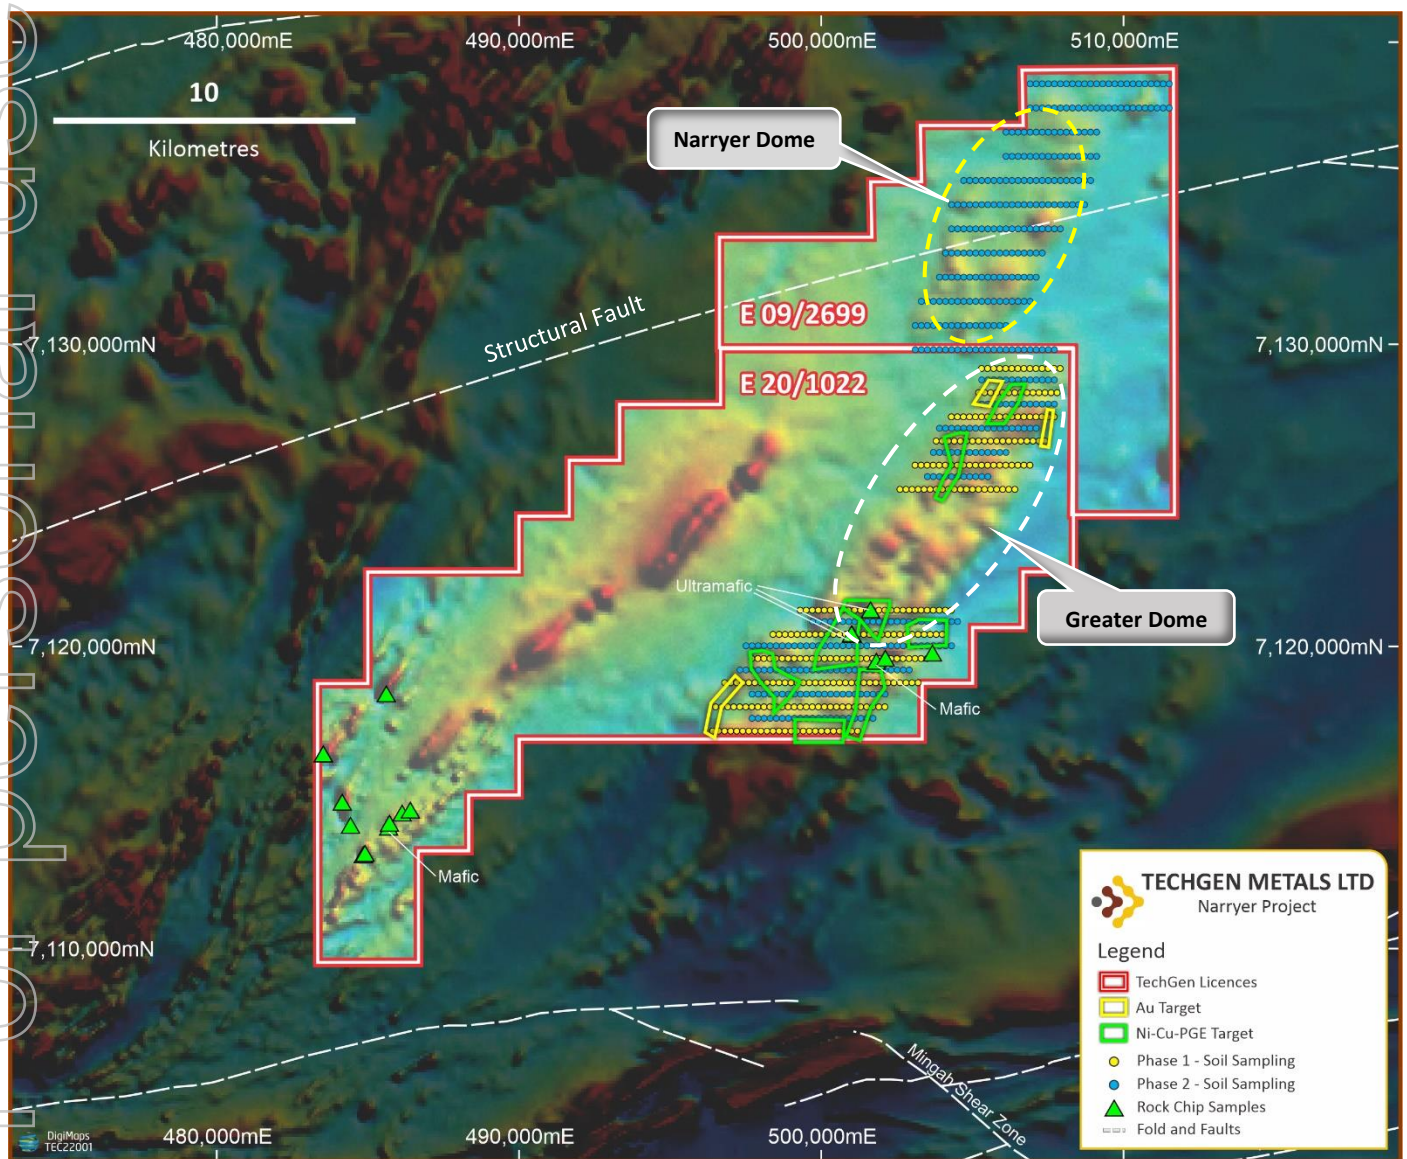 480,000mE
490,000mE
500,000mE
510,000mE
10
Kilometres
Narryer Dome
Structural Fault
E 09/2699
7,130,000mN
7,130,000mN
E 20/1022
Ultramafic
Greater Dome
7,120,000mN
7,120,000mN
Mafic
Mafic
7,110,000mN
TECHGEN METALS LTD
Narryer Project
Legend
TechGen Licences
Au Target
Ni-Cu-PGE Target
Phase 1 - Soil Sampling
Phase 2 - Soil Sampling
Rock Chip Samples
Fold and Faults
Mingah Shear Zone
DigiMaps
TEC22001
480,000mE
490,000mE
500,000mE
For personal use only